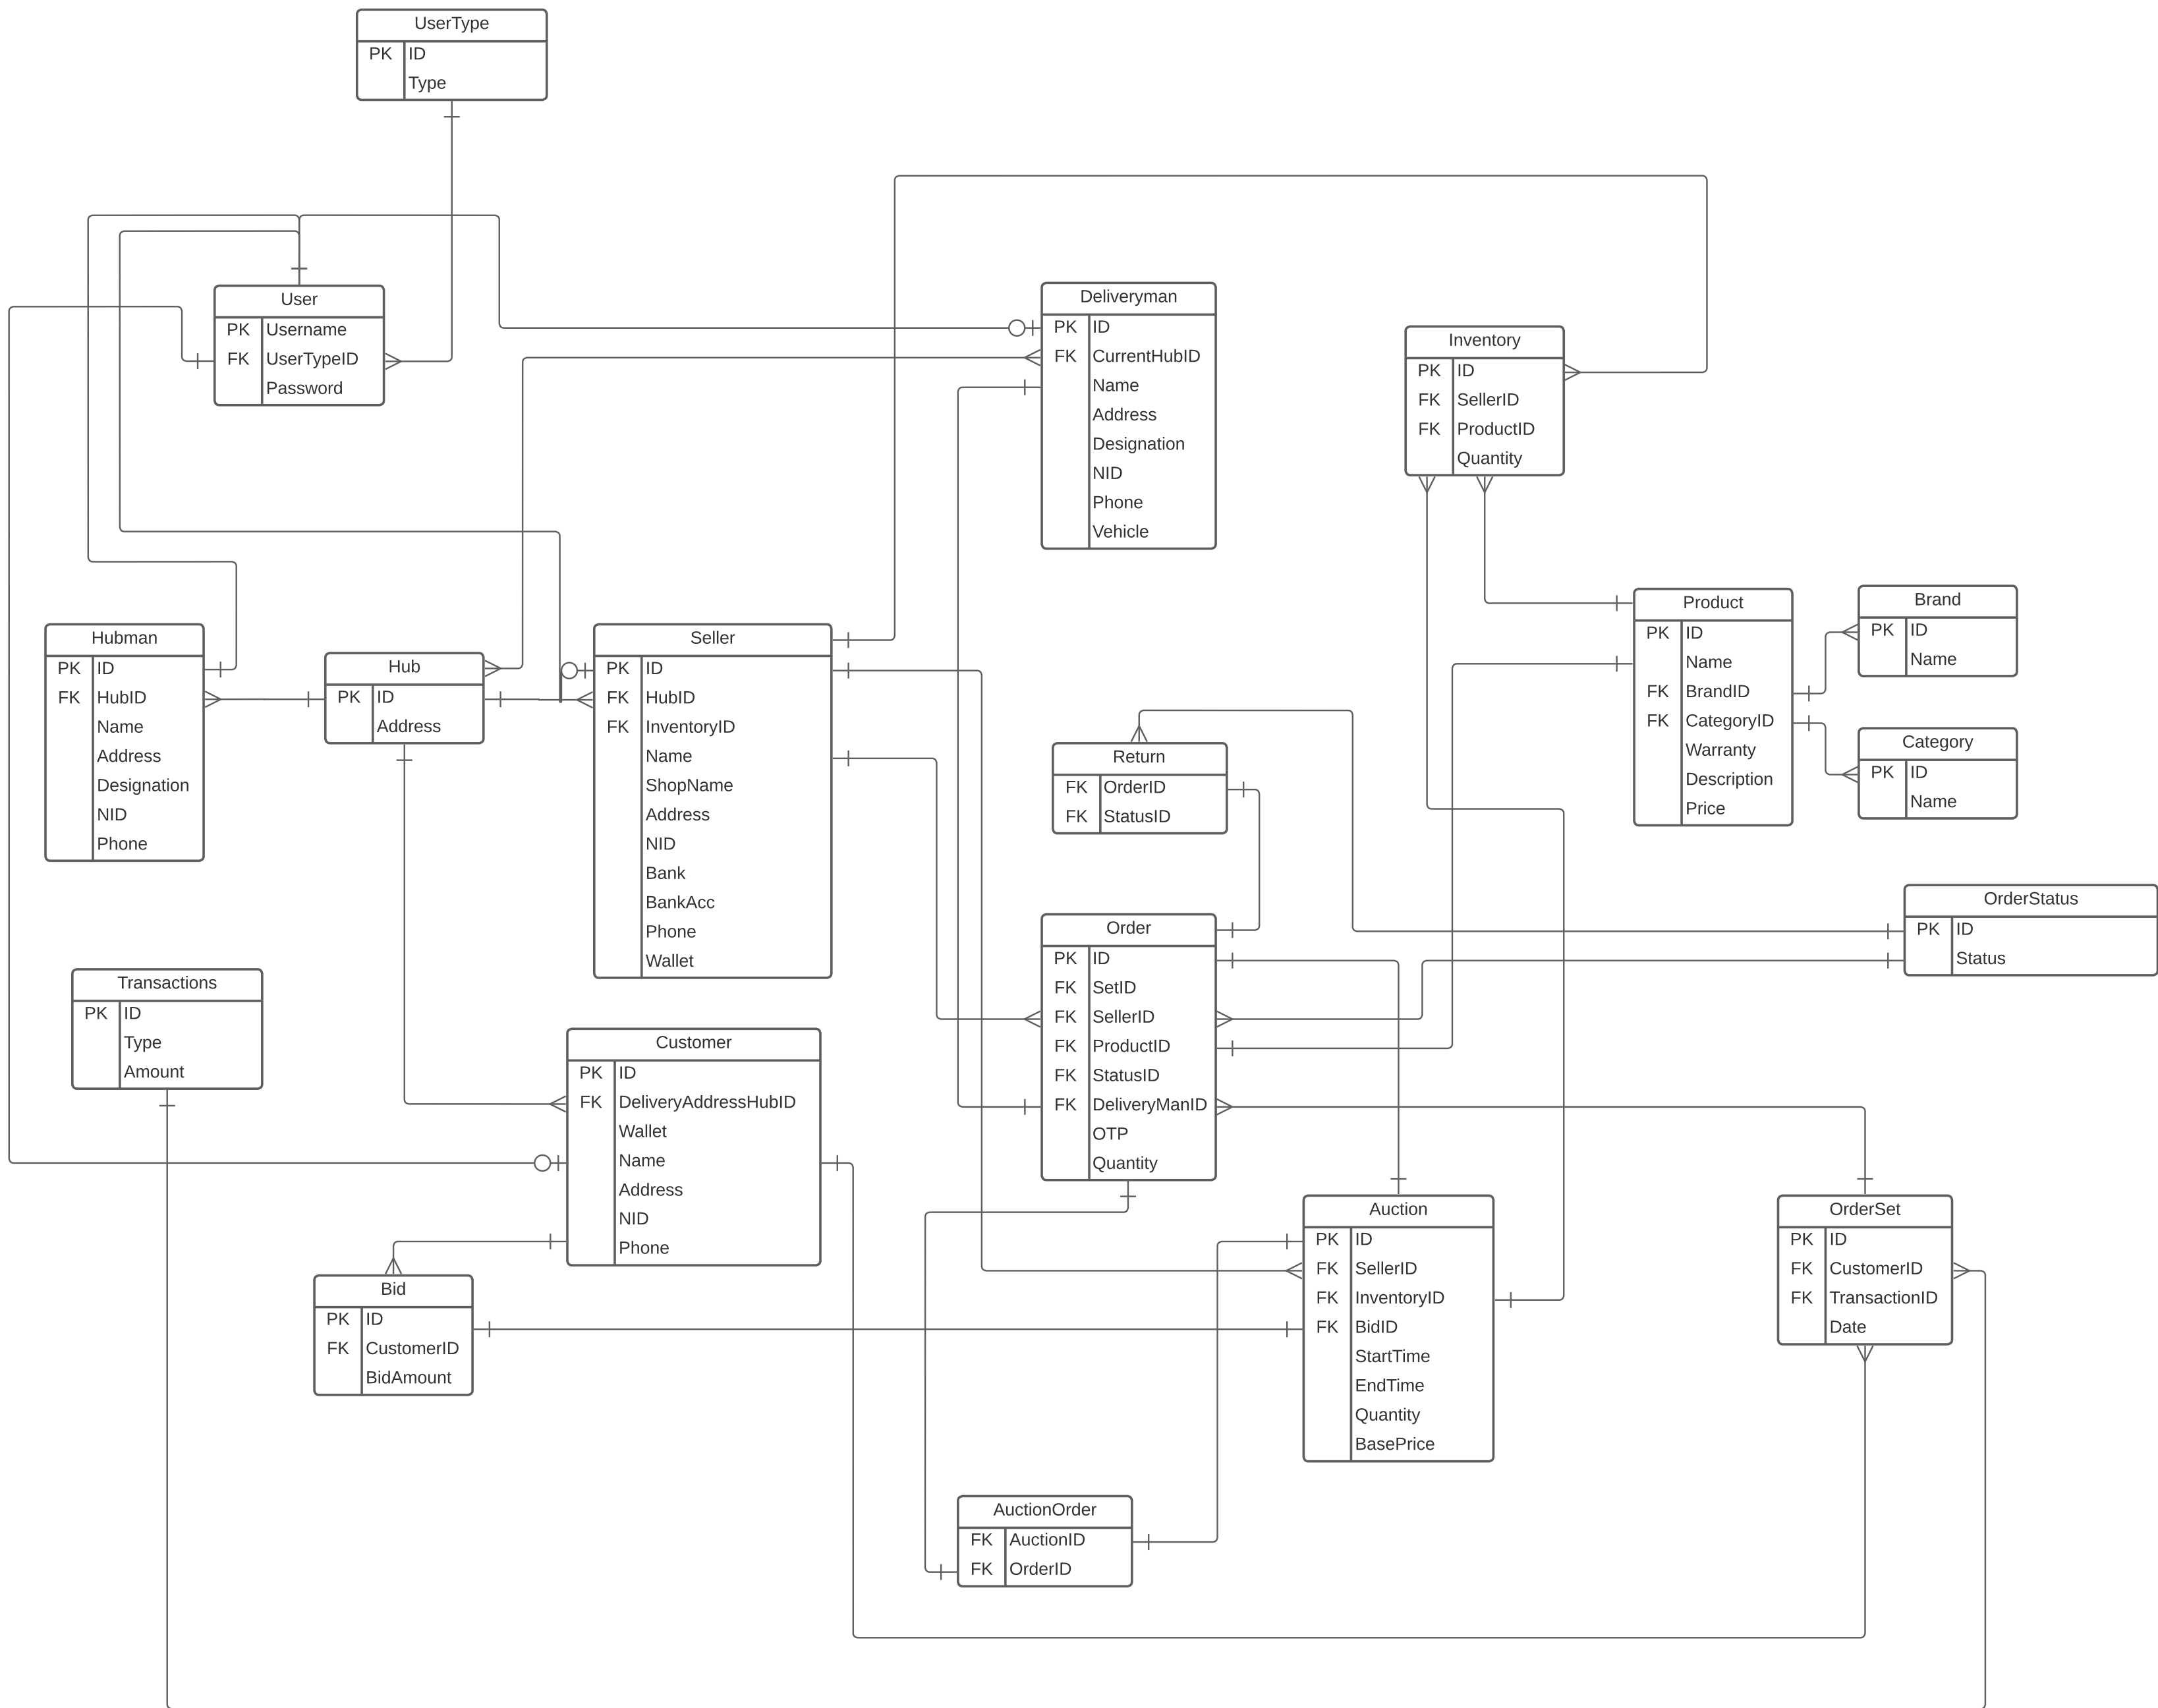 UserType
PK ID
Type
User
PK Username
FK UserTypeID
Password
Deliveryman
PK ID
FK CurrentHubID
Name
Address
Designation
NID
Phone
Vehicle
Inventory
PK ID
FK SellerID
FK ProductID
Quantity
Product
PK ID
Name
FK BrandID
FK CategoryID
Warranty
Description
Price
Brand
PK ID
Name
Category
PK ID
Name
Hubman
PK ID
FK HubID
Name
Address
Designation
NID
Phone
Hub
PK ID
Address
Seller
PK ID
FK HubID
FK InventoryID
Name
ShopName
Address
NID
Bank
BankAcc
Phone
Wallet
Return
FK OrderID
FK StatusID
OrderStatus
PK ID
Status
Order
PK ID
FK SetID
FK SellerID
FK ProductID
FK StatusID
FK DeliveryManID
OTP
Quantity
Transactions
PK ID
Type
Amount
Customer
PK ID
FK DeliveryAddressHubID
Wallet
Name
Address
NID
Phone
Bid
PK ID
FK CustomerID
BidAmount
Auction
PK ID
FK SellerID
FK InventoryID
FK BidID
StartTime
EndTime
Quantity
BasePrice
OrderSet
PK ID
FK CustomerID
FK TransactionID
Date
AuctionOrder
FK AuctionID
FK OrderID